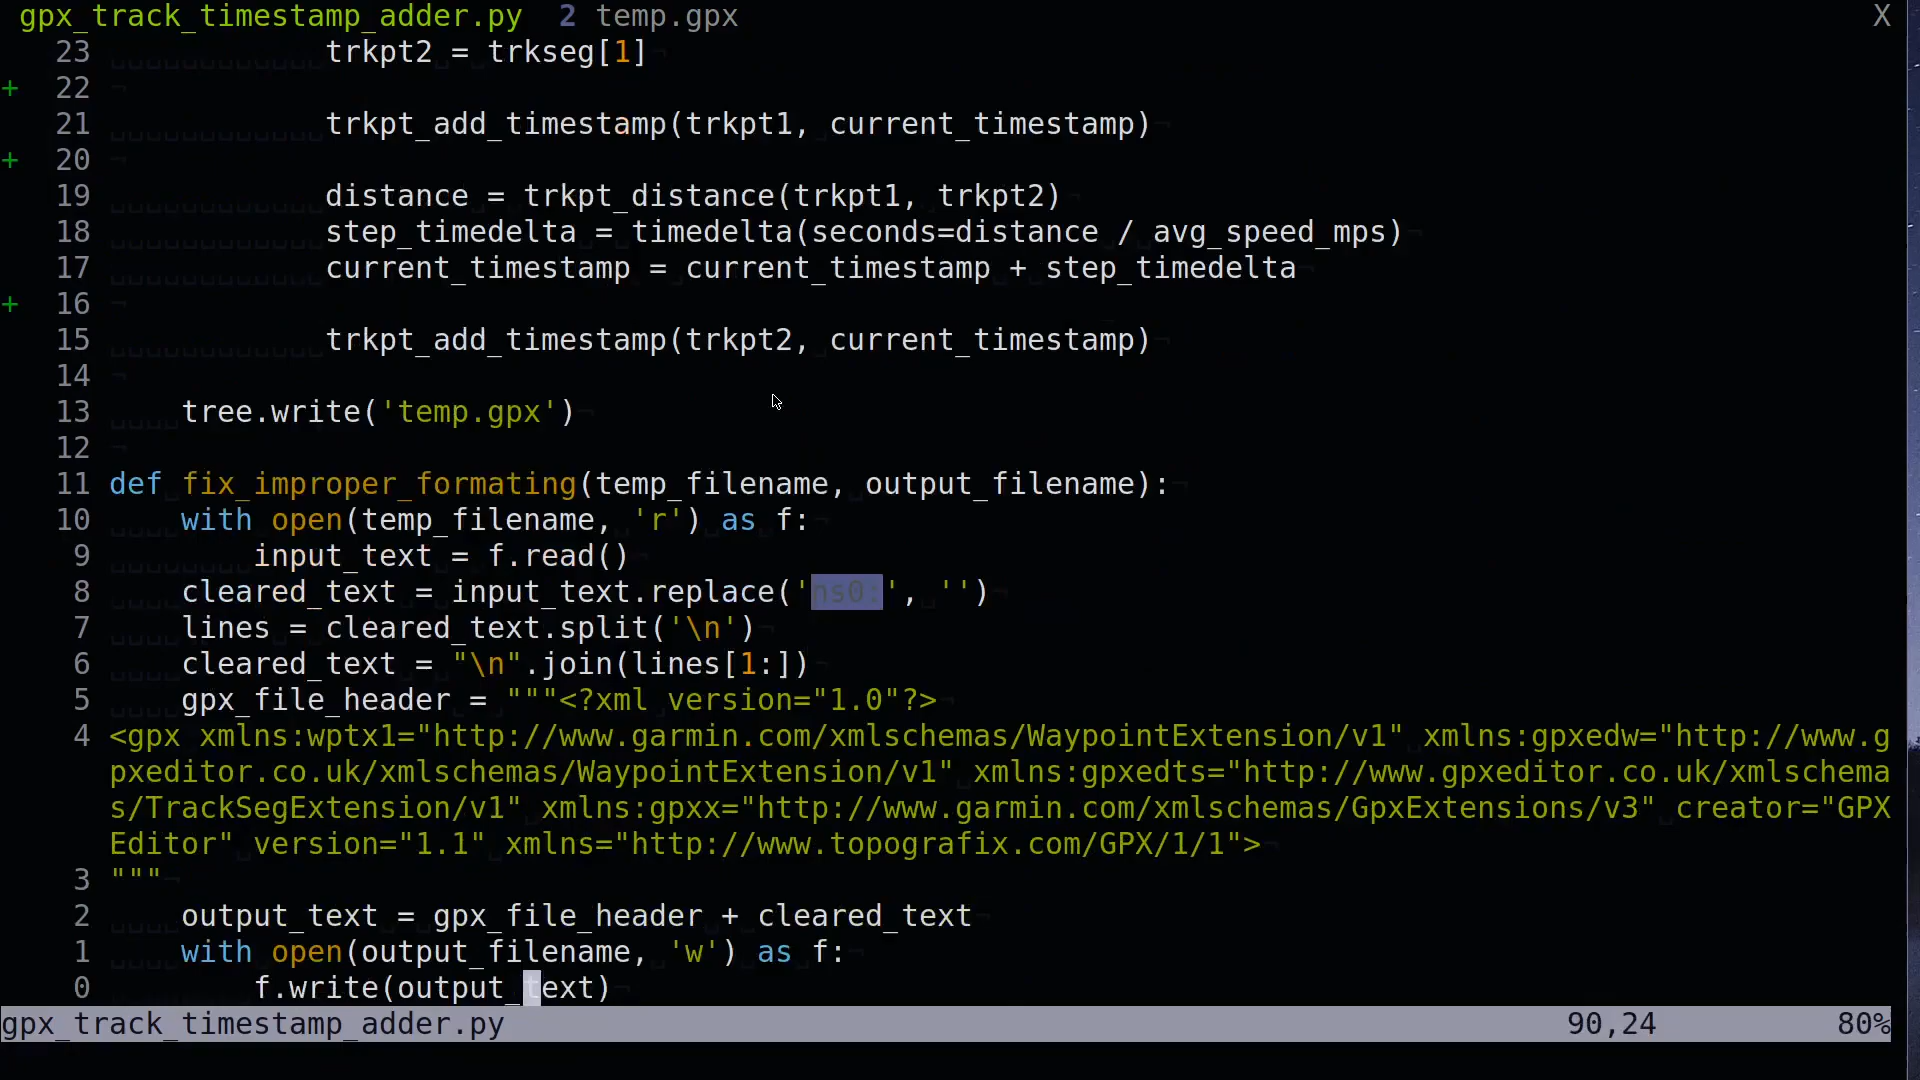 gpx_track_timestamp_adder.py  2 temp.gpx X
23             trkpt2 = trkseg[1]¬
+ 22 ¬
21             trkpt_add_timestamp(trkpt1, current_timestamp)¬
+ 20 ¬
19             distance = trkpt_distance(trkpt1, trkpt2)¬
18             step_timedelta = timedelta(seconds=distance / avg_speed_mps)¬
17             current_timestamp = current_timestamp + step_timedelta¬
+ 16 ¬
15             trkpt_add_timestamp(trkpt2, current_timestamp)¬
14 ¬
13     tree.write('temp.gpx')¬
12 ¬
11 def fix_improper_formating(temp_filename, output_filename):¬
10     with open(temp_filename, 'r') as f:¬
9         input_text = f.read()¬
8     cleared_text = input_text.replace('ns0:', '')¬
7     lines = cleared_text.split('\n')¬
6     cleared_text = "\n".join(lines[1:])¬
5     gpx_file_header = """<?xml version="1.0"?>¬
4 <gpx xmlns:wptx1="http://www.garmin.com/xmlschemas/WaypointExtension/v1" xmlns:gpxedw="http://www.g
pxeditor.co.uk/xmlschemas/WaypointExtension/v1" xmlns:gpxedts="http://www.gpxeditor.co.uk/xmlschema
s/TrackSegExtension/v1" xmlns:gpxx="http://www.garmin.com/xmlschemas/GpxExtensions/v3" creator="GPX
Editor" version="1.1" xmlns="http://www.topografix.com/GPX/1/1">¬
3 """¬
2     output_text = gpx_file_header + cleared_text¬
1     with open(output_filename, 'w') as f:¬
0         f.write(output_text)¬
gpx_track_timestamp_adder.py 90,24 80%